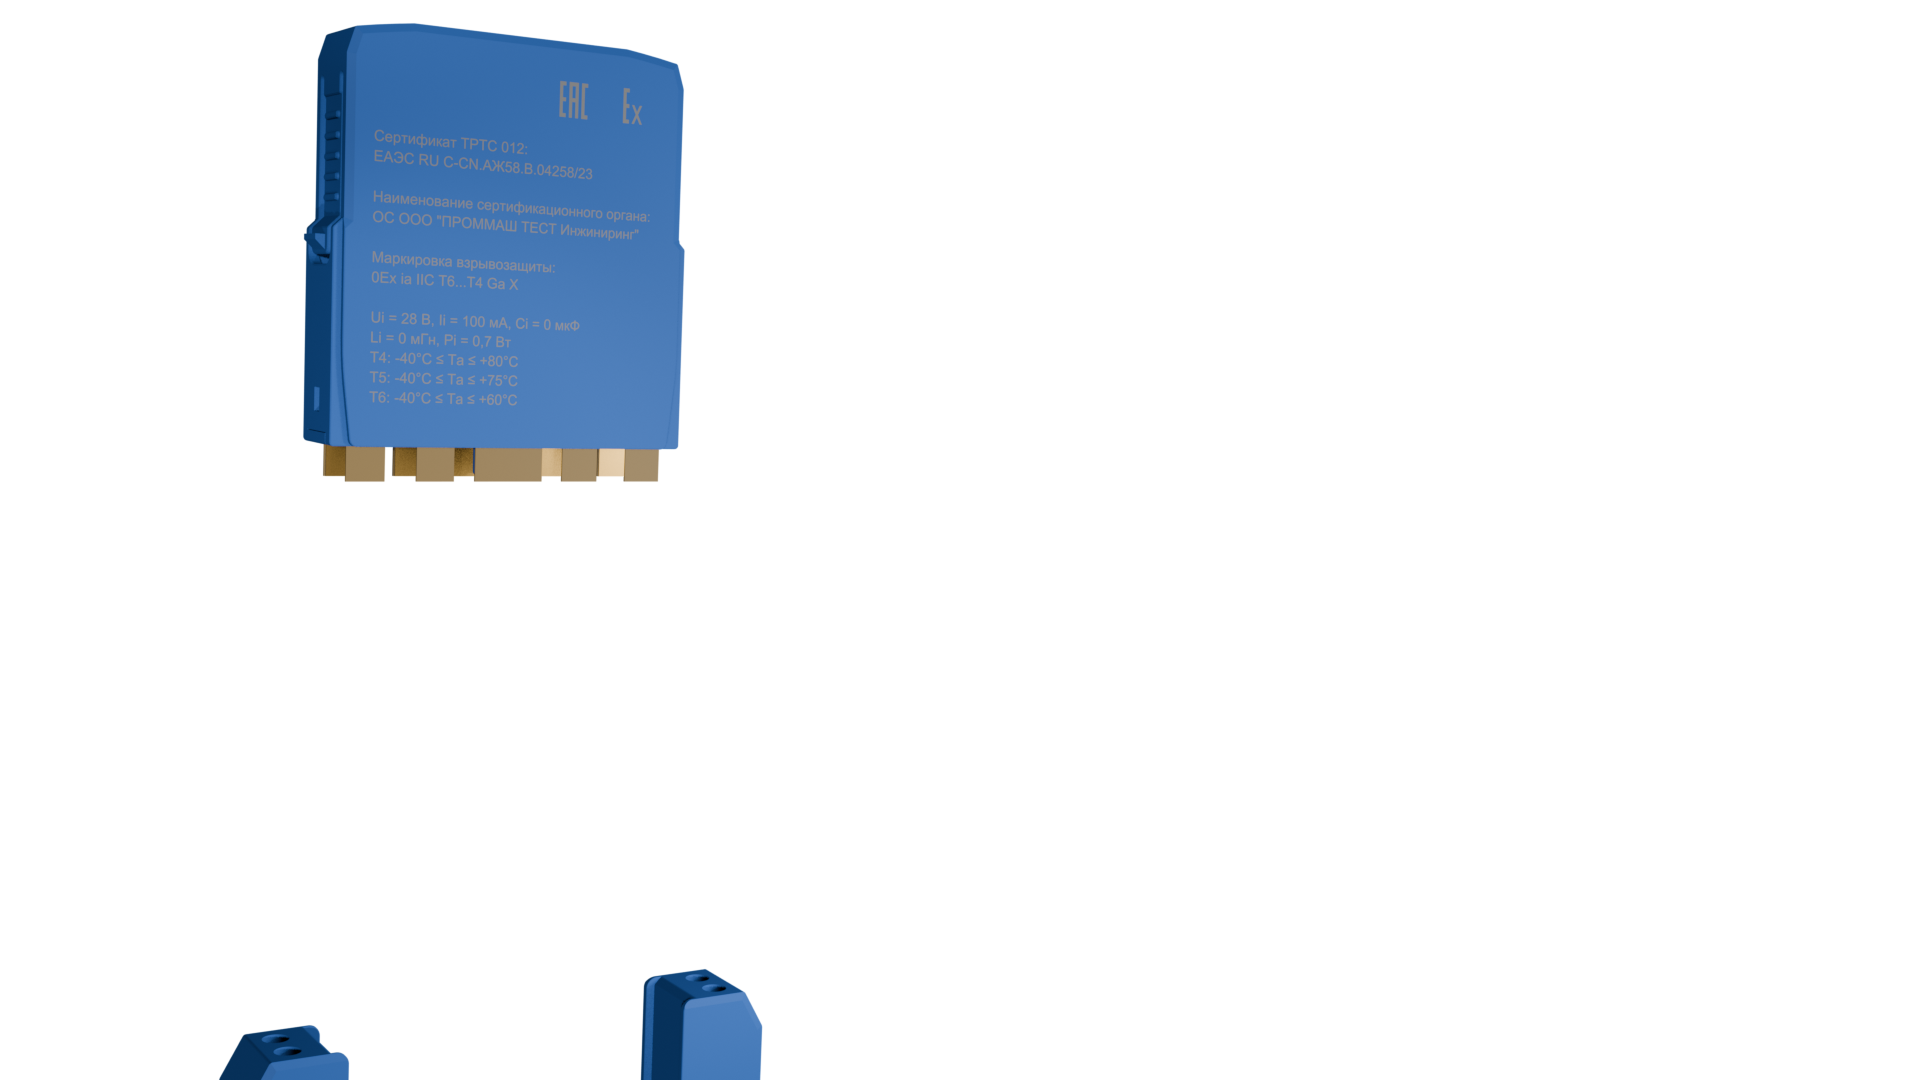 EAC Ex
Сертификат ТРТС 012:
ЕАЭС RU C-CN.АЖ58.В.04258/23
Наименование сертификационного органа:
ОС ООО "ПРОММАШ ТЕСТ Инжиниринг"
Маркировка взрывозащиты:
0Ex ia IIC T6...T4 Ga X
Ui = 28 В, Ii = 100 мА, Ci = 0 мкФ
Li = 0 мГн, Pi = 0,7 Вт
T4: -40°C ≤ Ta ≤ +80°C
T5: -40°C ≤ Ta ≤ +75°C
T6: -40°C ≤ Ta ≤ +60°C